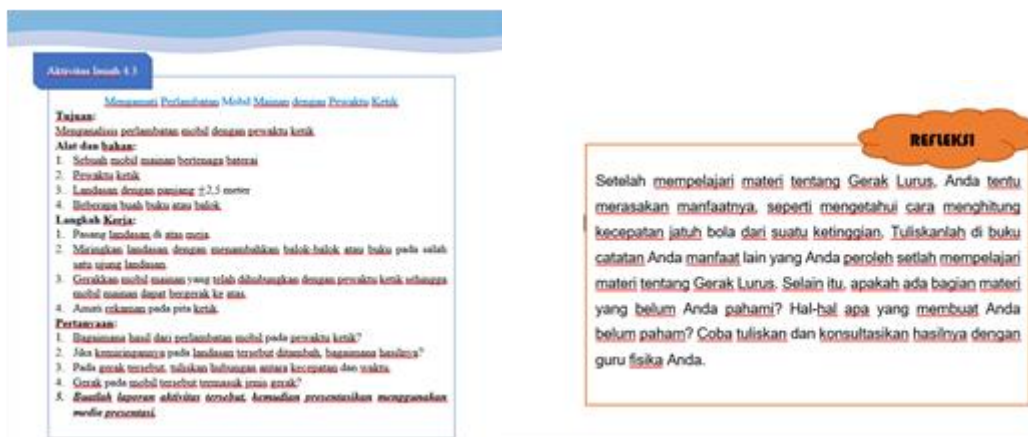 Aktivitas Ilmiah 4.3
Mengamati Perlambatan Mobil Mainan dengan Pewaktu Ketik
Tujuan:
Menganalisis perlambatan mobil dengan pewaktu ketik
Alat dan bahan:
1. Sebuah mobil mainan bertenaga baterai
2. Pewaktu ketik
3. Landasan dengan panjang ±2,5 meter
4. Beberapa buah buku atau balok
Langkah Kerja:
1. Pasang landasan di atas meja.
2. Miringkan landasan dengan menambahkan balok-balok atau buku pada salah
satu ujung landasan.
3. Gerakkan mobil mainan yang telah dihubungkan dengan pewaktu ketik sehingga
mobil mainan dapat bergerak ke atas.
4. Amati rekaman pada pita ketik.
Pertanyaan:
1. Bagaimana hasil dari perlambatan mobil pada pewaktu ketik?
2. Jika kemiringannya pada landasan tersebut ditambah, bagaimana hasilnya?
3. Pada gerak tersebut, tuliskan hubungan antara kecepatan dan waktu.
4. Gerak pada mobil tersebut termasuk jenis gerak?
5. Buatlah laporan aktivitas tersebut, kemudian presentasikan menggunakan
media presentasi.
REFLEKSI
Setelah mempelajari materi tentang Gerak Lurus, Anda tentu
merasakan manfaatnya, seperti mengetahui cara menghitung
kecepatan jatuh bola dari suatu ketinggian. Tuliskanlah di buku
catatan Anda manfaat lain yang Anda peroleh setlah mempelajari
materi tentang Gerak Lurus. Selain itu, apakah ada bagian materi
yang belum Anda pahami? Hal-hal apa yang membuat Anda
belum paham? Coba tuliskan dan konsultasikan hasilnya dengan
guru fisika Anda.